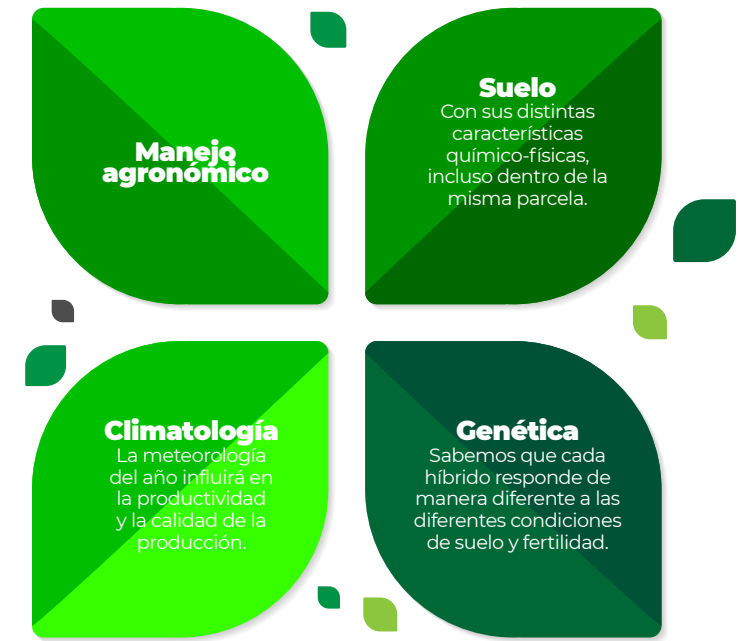 Manejo
agronómico
Suelo
Con sus distintas
características
químico-físicas,
incluso dentro de la
misma parcela.
Climatología
La meteorología
del año influirá en
la productividad
y la calidad de la
producción.
Genética
Sabemos que cada
híbrido responde de
manera diferente a las
diferentes condiciones
de suelo y fertilidad.